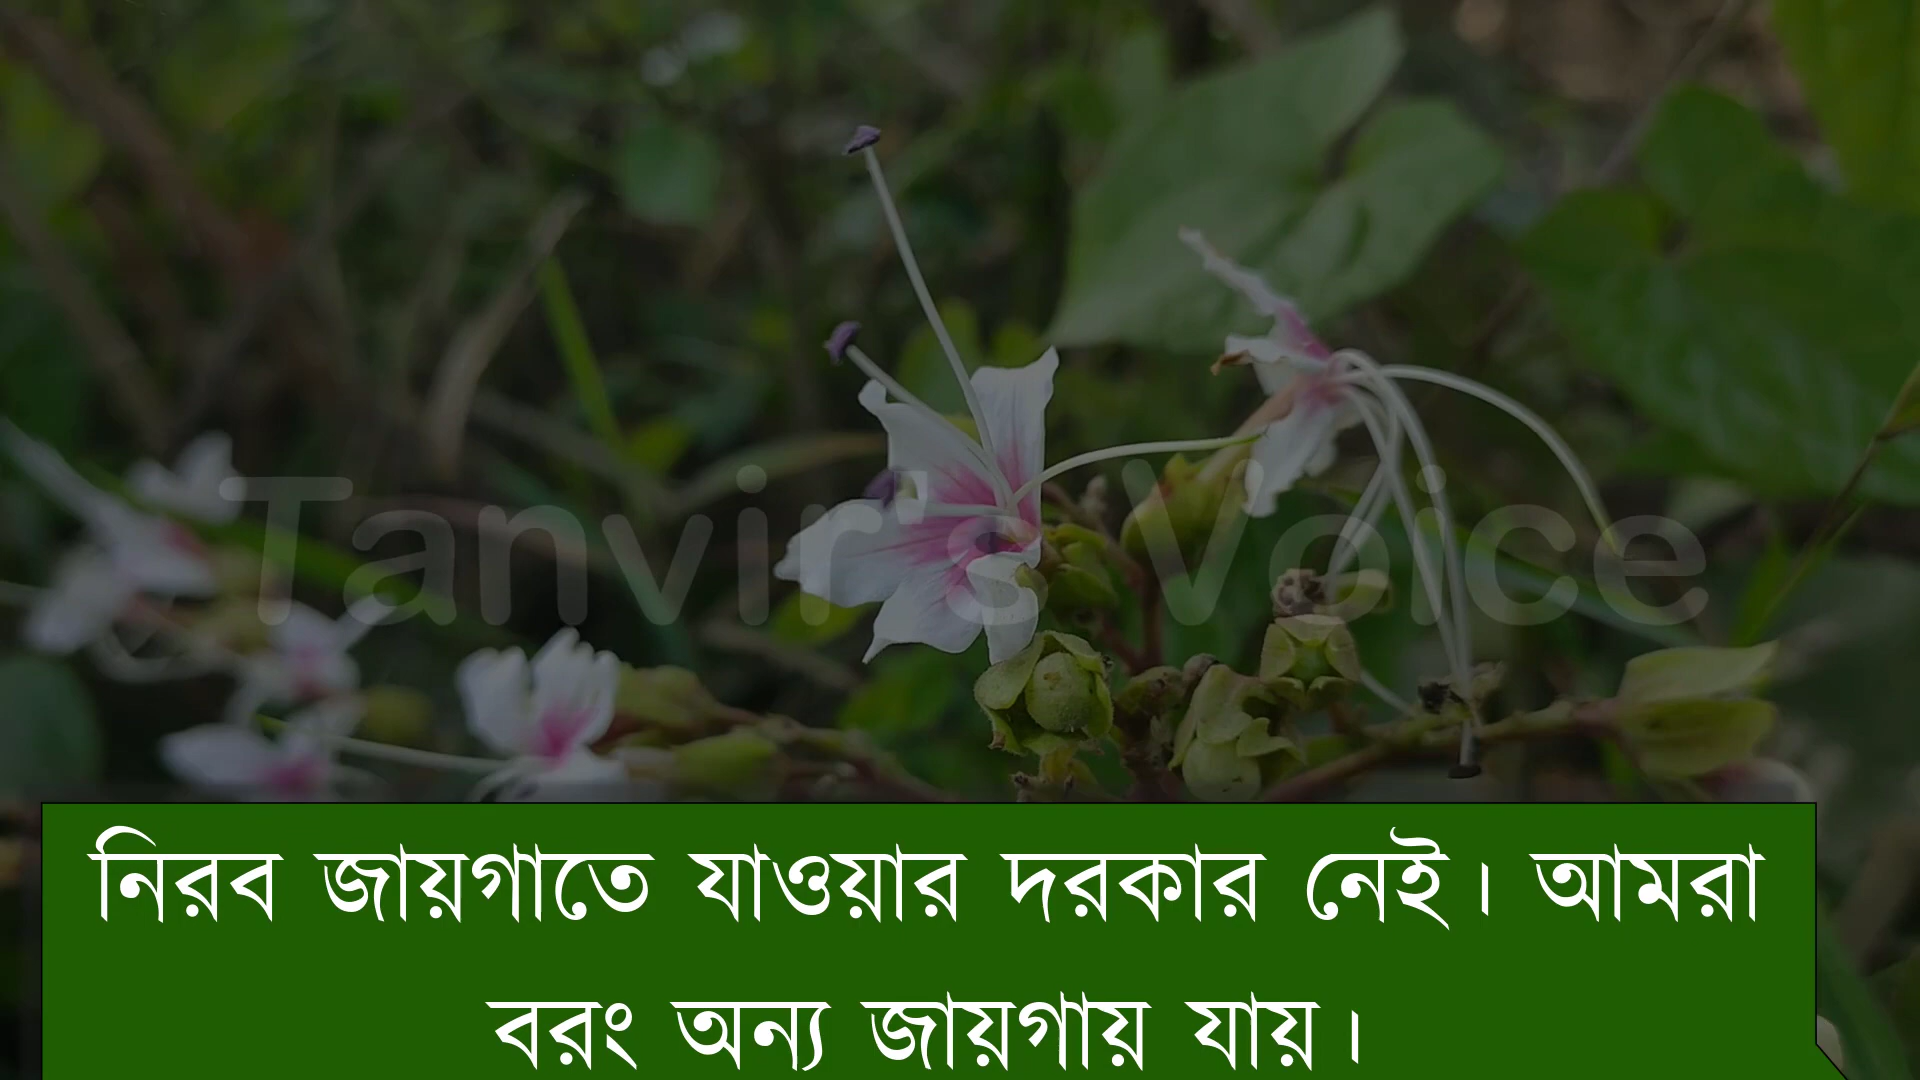 Tanvir's Voice
নিরব জায়গাতে যাওয়ার দরকার নেই। আমরা
বরং অন্য জায়গায় যায়।